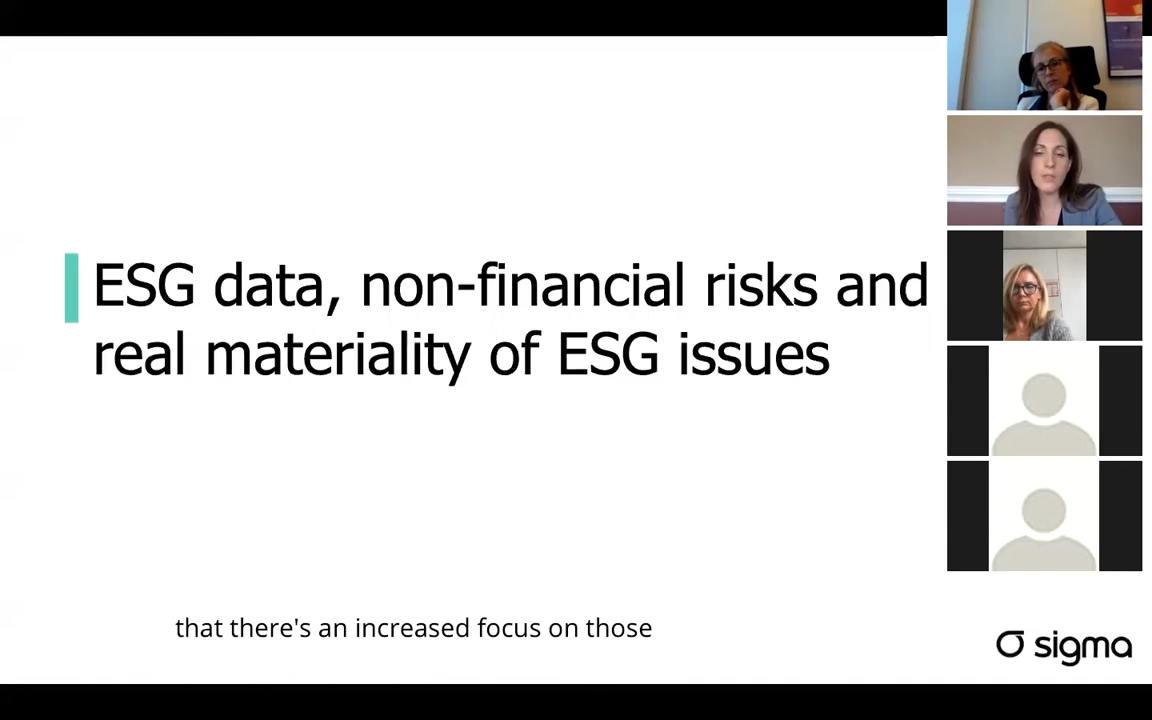 ESG data, non-financial risks and
real materiality of ESG issues
that there's an increased focus on those
sigma